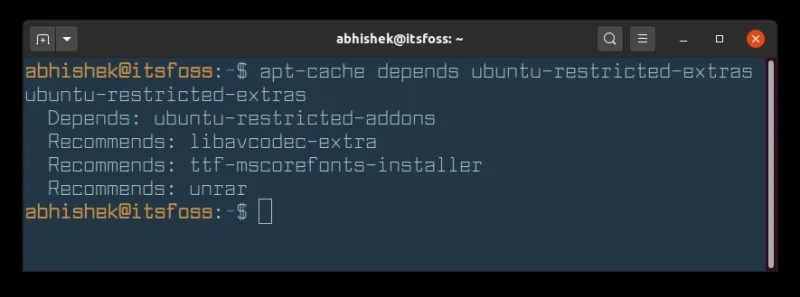 abhishek@itsfoss: ~
abhishek@itsfoss:~$ apt-cache depends ubuntu-restricted-extras
ubuntu-restricted-extras
  Depends: ubuntu-restricted-addons
  Recommends: libavcodec-extra
  Recommends: ttf-mscorefonts-installer
  Recommends: unrar
abhishek@itsfoss:~$